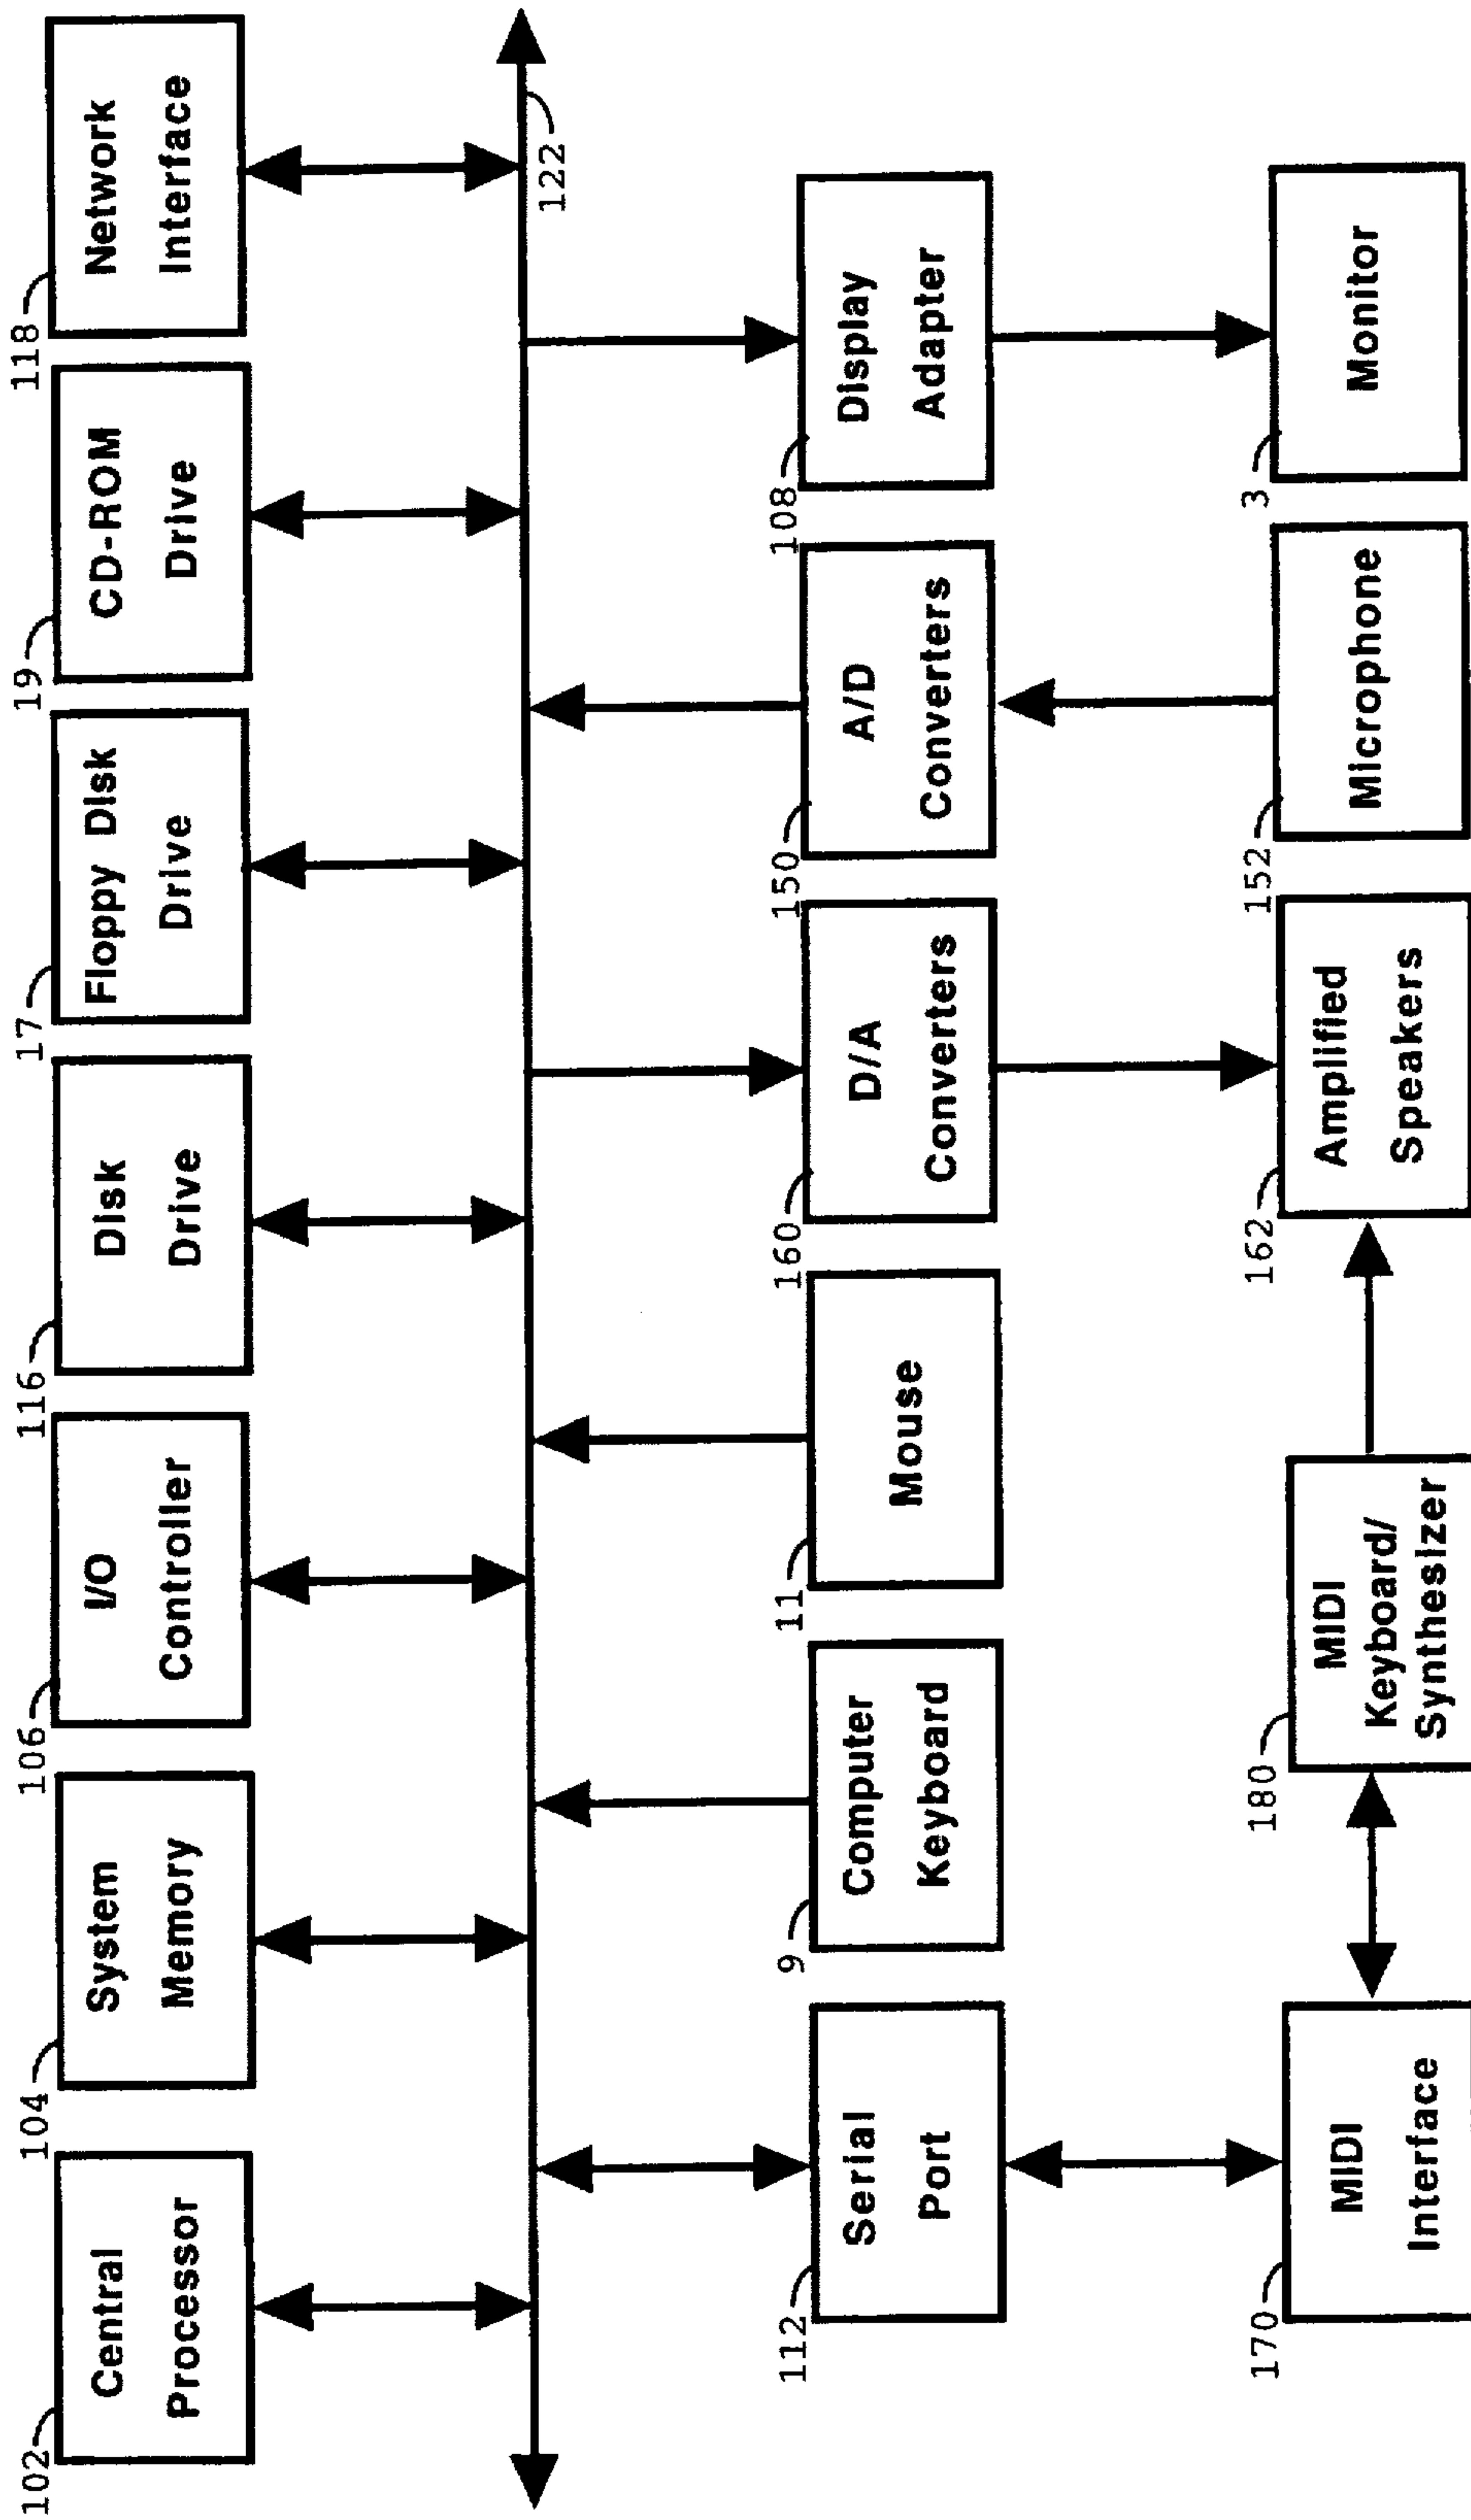 102
Central
Processor
104
System
Memory
106
I/O
Controller
116
Disk
Drive
17
Floppy Disk
Drive
19
CD-ROM
Drive
118
Network
Interface
122
112
Serial
Port
9
Computer
Keyboard
11
Mouse
160
D/A
Converters
150
A/D
Converters
108
Display
Adapter
170
MIDI
Interface
180
MIDI
Keyboard/
Synthesizer
162
Amplified
Speakers
152
Microphone
3
Monitor